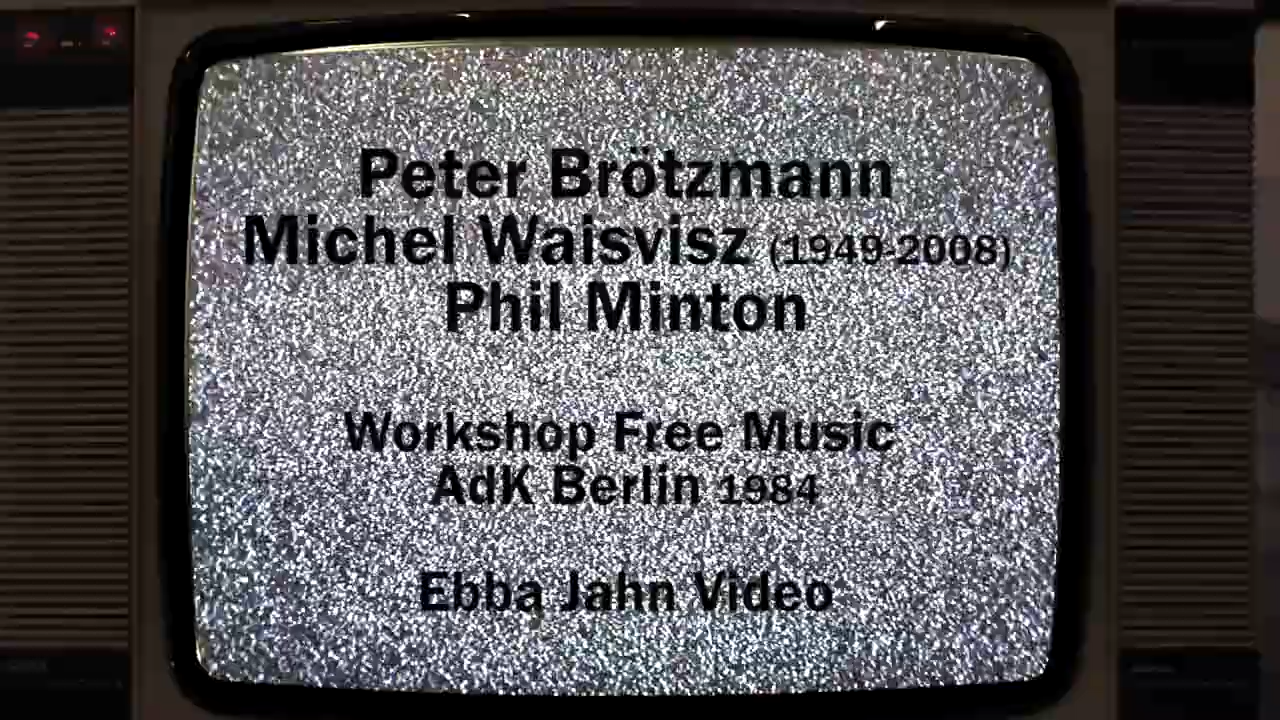 Peter Brötzmann
Michel Waisvisz (1949-2008)
Phil Minton
Workshop Free Music
AdK Berlin 1984
Ebba Jahn Video